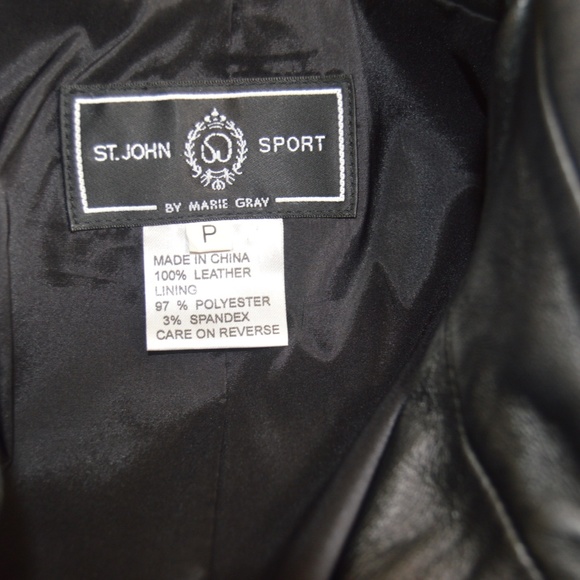 ST. JOHN SJ SPORT
BY MARIE GRAY
P
MADE IN CHINA
100% LEATHER
LINING
97 % POLYESTER
3% SPANDEX
CARE ON REVERSE